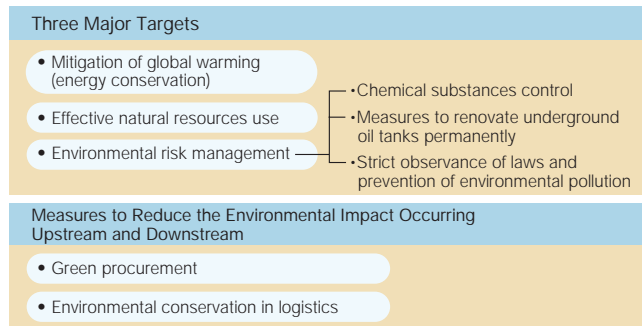 Three Major Targets
• Mitigation of global warming
(energy conservation)
• Effective natural resources use
• Environmental risk management
•Chemical substances control
•Measures to renovate underground
oil tanks permanently
•Strict observance of laws and
prevention of environmental pollution
Measures to Reduce the Environmental Impact Occurring
Upstream and Downstream
• Green procurement
• Environmental conservation in logistics